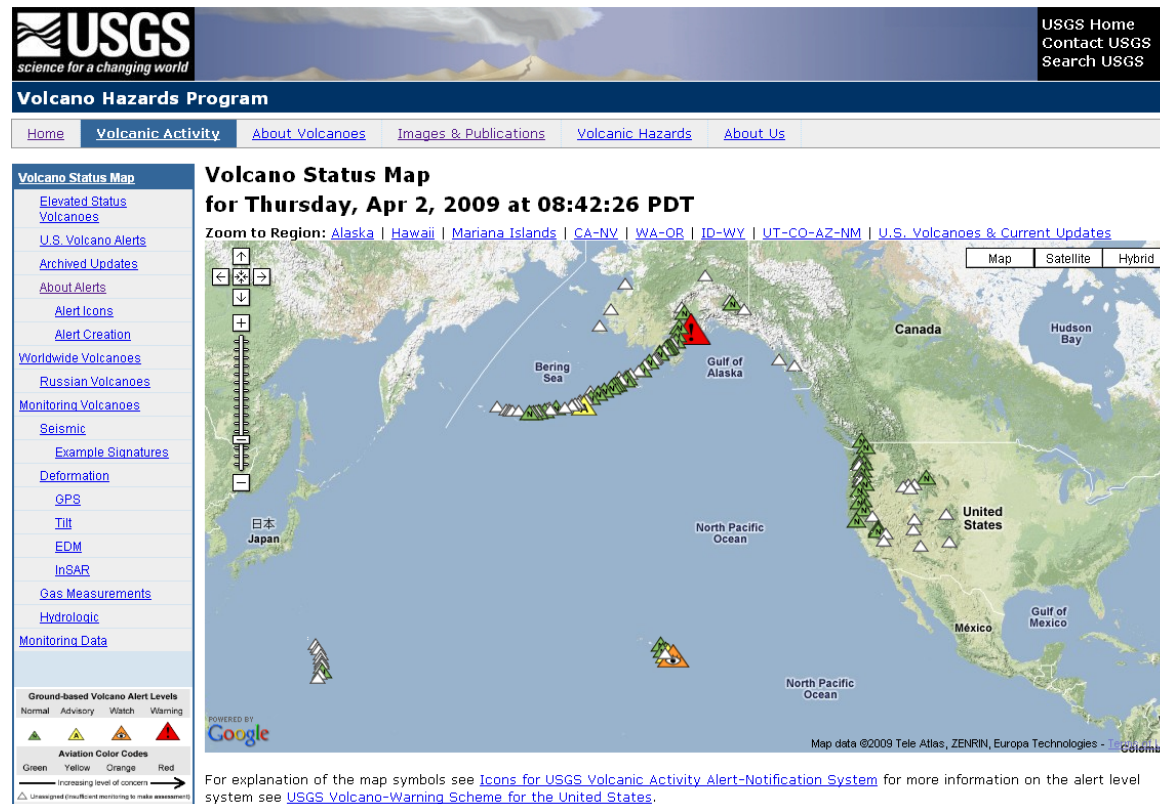 USGS
science for a changing world
USGS Home
Contact USGS
Search USGS
Volcano Hazards Program
Home
Volcanic Activity
About Volcanoes
Images & Publications
Volcanic Hazards
About Us
Volcano Status Map
Elevated Status
Volcanoes
U.S. Volcano Alerts
Archived Updates
About Alerts
Alert Icons
Alert Creation
Worldwide Volcanoes
Russian Volcanoes
Monitoring Volcanoes
Seismic
Example Signatures
Deformation
GPS
Tilt
EDM
InSAR
Gas Measurements
Hydrologic
Monitoring Data
Ground-based Volcano Alert Levels
Normal Advisory Watch Warning
Aviation Color Codes
Green Yellow Orange Red
Increasing level of concern
Unassigned (insufficient monitoring to make assessment)
Volcano Status Map
for Thursday, Apr 2, 2009 at 08:42:26 PDT
Zoom to Region: Alaska | Hawaii | Mariana Islands | CA-NV | WA-OR | ID-WY | UT-CO-AZ-NM | U.S. Volcanoes & Current Updates
Map
Satellite
Hybrid
Canada
Hudson
Bay
Bering
Sea
Gulf of
Alaska
日本
Japan
North Pacific
Ocean
United
States
Gulf of
Mexico
México
North Pacific
Ocean
POWERED BY
Google
Map data ©2009 Tele Atlas, ZENRIN, Europa Technologies -
For explanation of the map symbols see Icons for USGS Volcanic Activity Alert-Notification System for more information on the alert level
system see USGS Volcano-Warning Scheme for the United States.